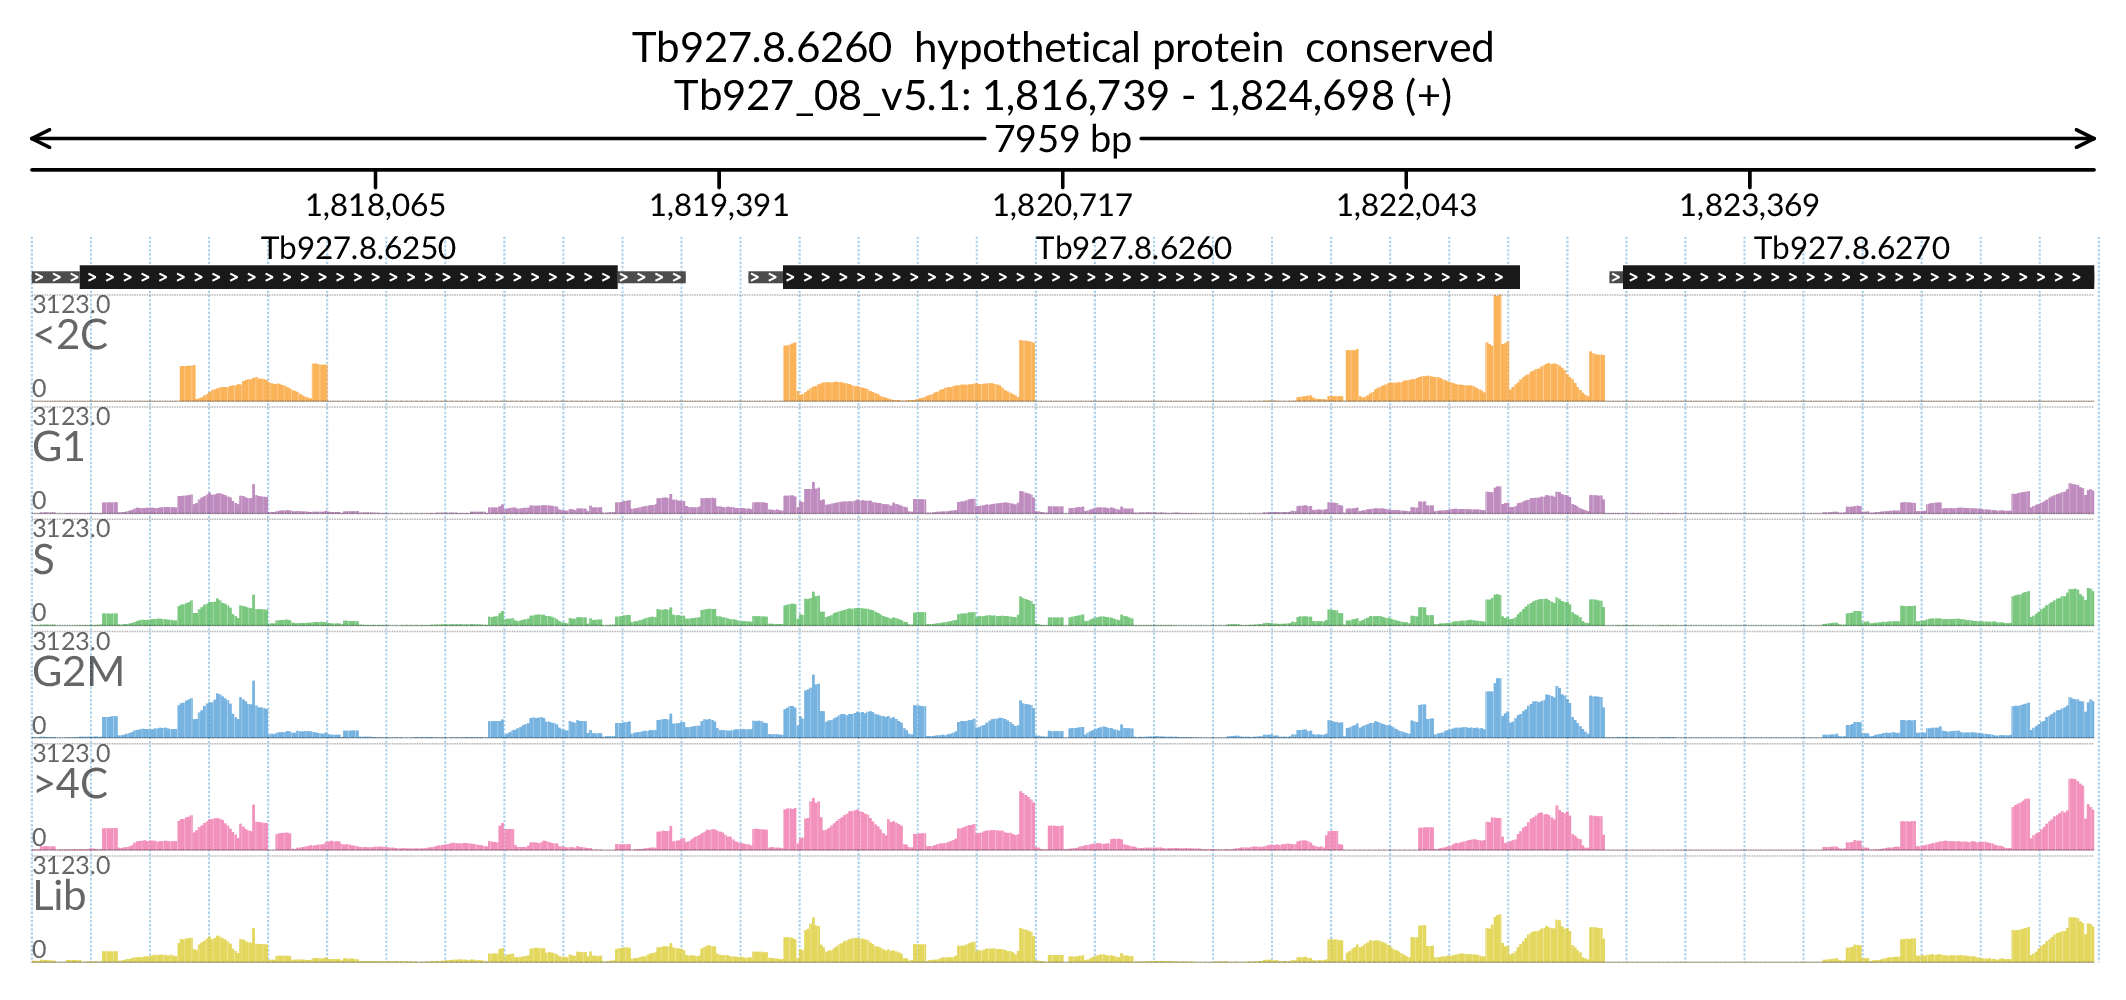 Tb927.8.6260  hypothetical protein  conserved
Tb927_08_v5.1: 1,816,739 - 1,824,698 (+)
7959 bp
1,818,065 1,819,391 1,820,717 1,822,043 1,823,369
Tb927.8.6250 Tb927.8.6260 Tb927.8.6270
3123.0
<2C
0
3123.0
G1
0
3123.0
S
0
3123.0
G2M
0
3123.0
>4C
0
3123.0
Lib
0